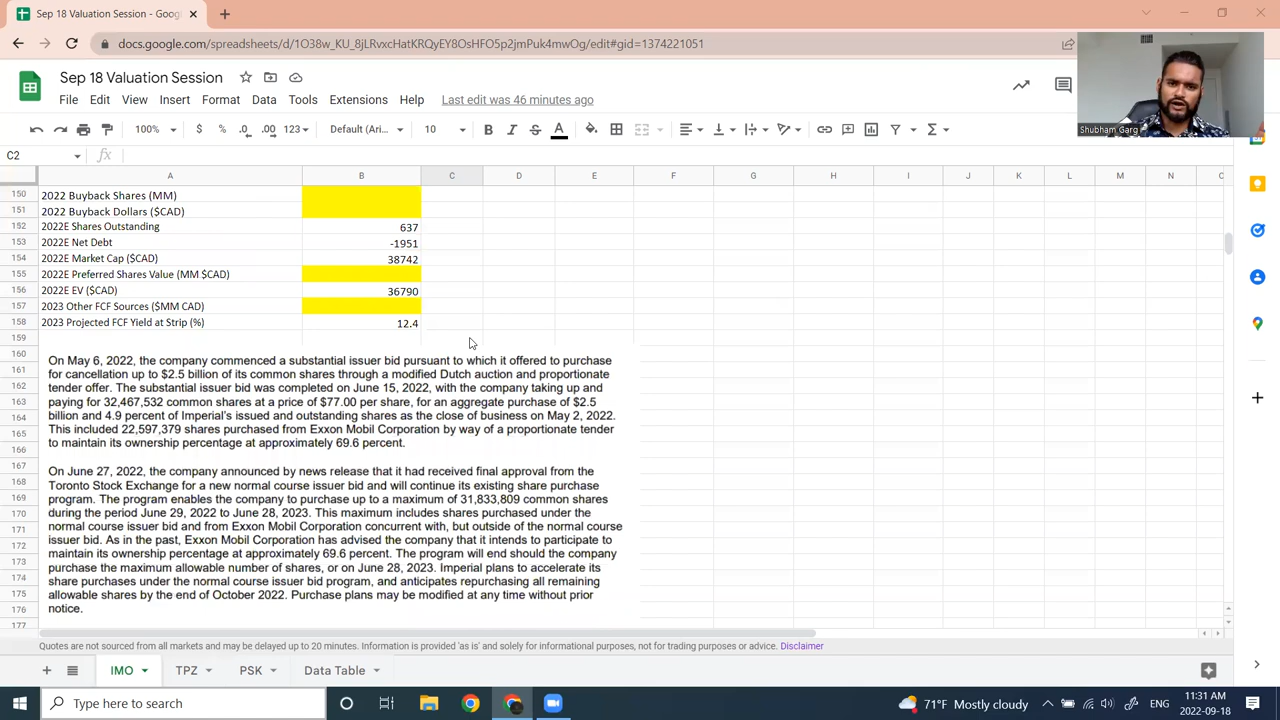 Sep 18 Valuation Session - Goo
docs.google.com/spreadsheets/d/1O38w_KU_8jLRvxcHatKRQyEY8OsHFO5p2jmPuk4mwOg/edit#gid=1374221051
Sep 18 Valuation Session
File Edit View Insert Format Data Tools Extensions Help Last edit was 46 minutes ago
Shubham Garg
100% $ % .0 .00 123 Default (Ari... 10 B I S A
C2 fx
A B C D E F G H I J K L M N
150 2022 Buyback Shares (MM)
151 2022 Buyback Dollars ($CAD)
152 2022E Shares Outstanding 637
153 2022E Net Debt -1951
154 2022E Market Cap ($CAD) 38742
155 2022E Preferred Shares Value (MM $CAD)
156 2022E EV ($CAD) 36790
157 2023 Other FCF Sources ($MM CAD)
158 2023 Projected FCF Yield at Strip (%) 12.4
159
160 On May 6, 2022, the company commenced a substantial issuer bid pursuant to which it offered to purchase
161 for cancellation up to $2.5 billion of its common shares through a modified Dutch auction and proportionate
162 tender offer. The substantial issuer bid was completed on June 15, 2022, with the company taking up and
163 paying for 32,467,532 common shares at a price of $77.00 per share, for an aggregate purchase of $2.5
164 billion and 4.9 percent of Imperial's issued and outstanding shares as the close of business on May 2, 2022.
165 This included 22,597,379 shares purchased from Exxon Mobil Corporation by way of a proportionate tender
166 to maintain its ownership percentage at approximately 69.6 percent.
167 On June 27, 2022, the company announced by news release that it had received final approval from the
168 Toronto Stock Exchange for a new normal course issuer bid and will continue its existing share purchase
169 program. The program enables the company to purchase up to a maximum of 31,833,809 common shares
170 during the period June 29, 2022 to June 28, 2023. This maximum includes shares purchased under the
171 normal course issuer bid and from Exxon Mobil Corporation concurrent with, but outside of the normal course
172 issuer bid. As in the past, Exxon Mobil Corporation has advised the company that it intends to participate to
173 maintain its ownership percentage at approximately 69.6 percent. The program will end should the company
174 purchase the maximum allowable number of shares, or on June 28, 2023. Imperial plans to accelerate its
175 share purchases under the normal course issuer bid program, and anticipates repurchasing all remaining
176 allowable shares by the end of October 2022. Purchase plans may be modified at any time without prior
177 notice.
Quotes are not sourced from all markets and may be delayed up to 20 minutes. Information is provided 'as is' and solely for informational purposes, not for trading purposes or advice. Disclaimer
IMO TPZ PSK Data Table
Type here to search
71°F Mostly cloudy ENG 11:31 AM
2022-09-18